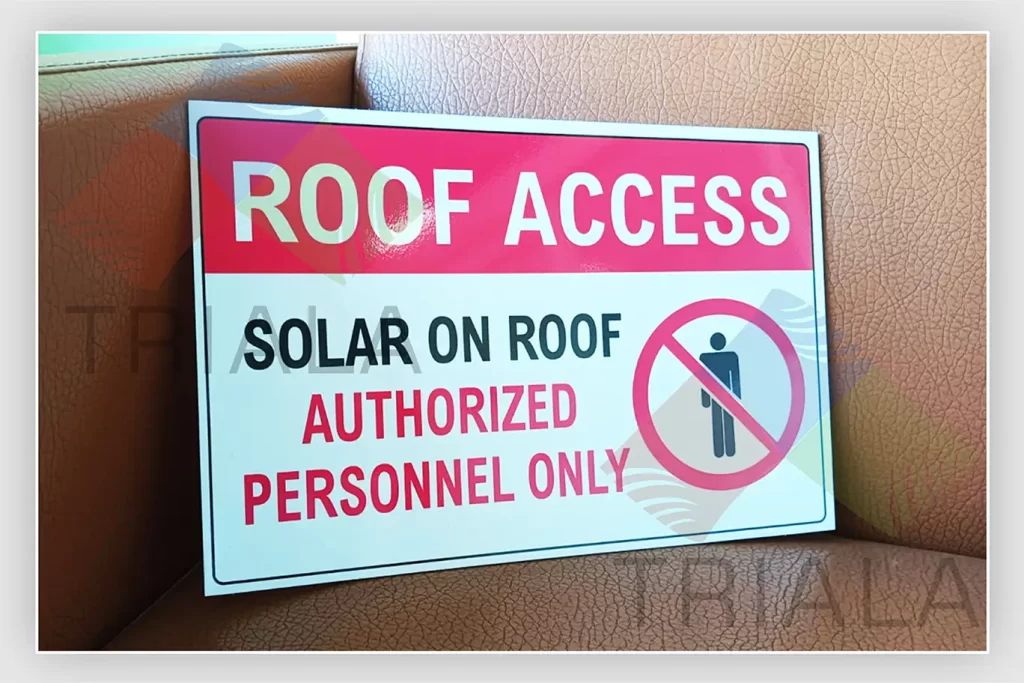 ROOF ACCESS
SOLAR ON ROOF
AUTHORIZED
PERSONNEL ONLY
TRIALA
TRIALA